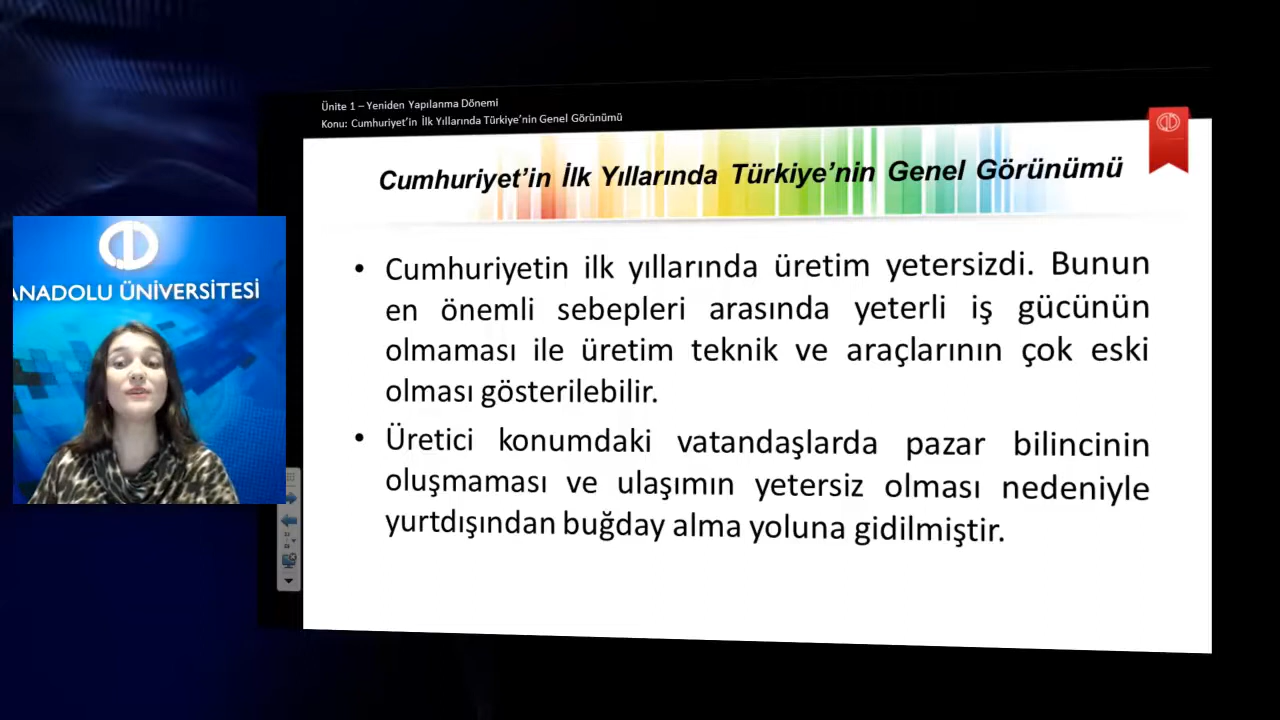 Ünite 1 – Yeniden Yapılanma Dönemi
Konu: Cumhuriyet'in İlk Yıllarında Türkiye'nin Genel Görünümü
Cumhuriyet'in İlk Yıllarında Türkiye'nin Genel Görünümü
• Cumhuriyetin ilk yıllarında üretim yetersizdi. Bunun
en önemli sebepleri arasında yeterli iş gücünün
olmaması ile üretim teknik ve araçlarının çok eski
olması gösterilebilir.
• Üretici konumdaki vatandaşlarda pazar bilincinin
oluşmaması ve ulaşımın yetersiz olması nedeniyle
yurtdışından buğday alma yoluna gidilmiştir.
ANADOLU ÜNİVERSİTESİ